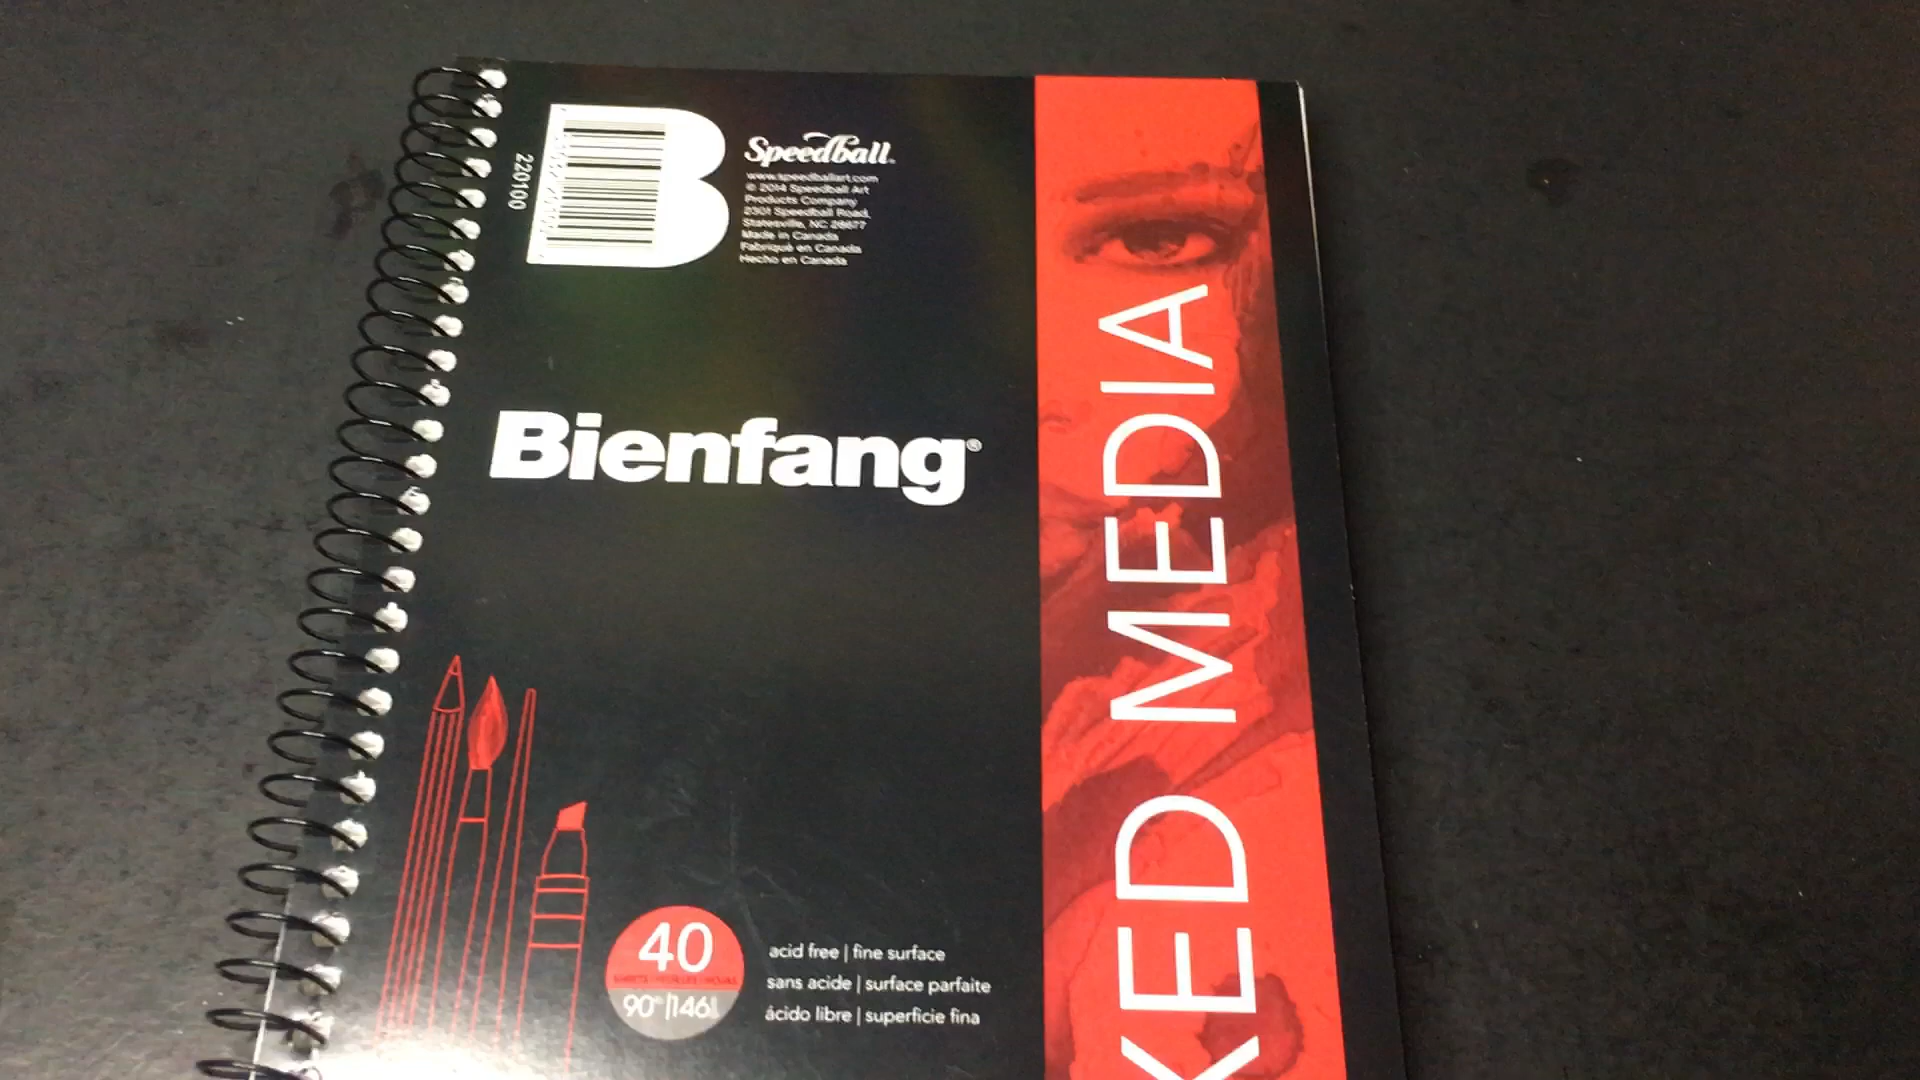 220100
Speedball
www.speedballart.com
© 2014 Speedball Art
Products Company
2301 Speedball Road,
Statesville, NC 28677
Made in Canada
Fabriqué en Canada
Hecho en Canada
Bienfang®
KED MEDIA
40
90lb/146
acid free | fine surface
sans acide | surface parfaite
ácido libre | superficie fina